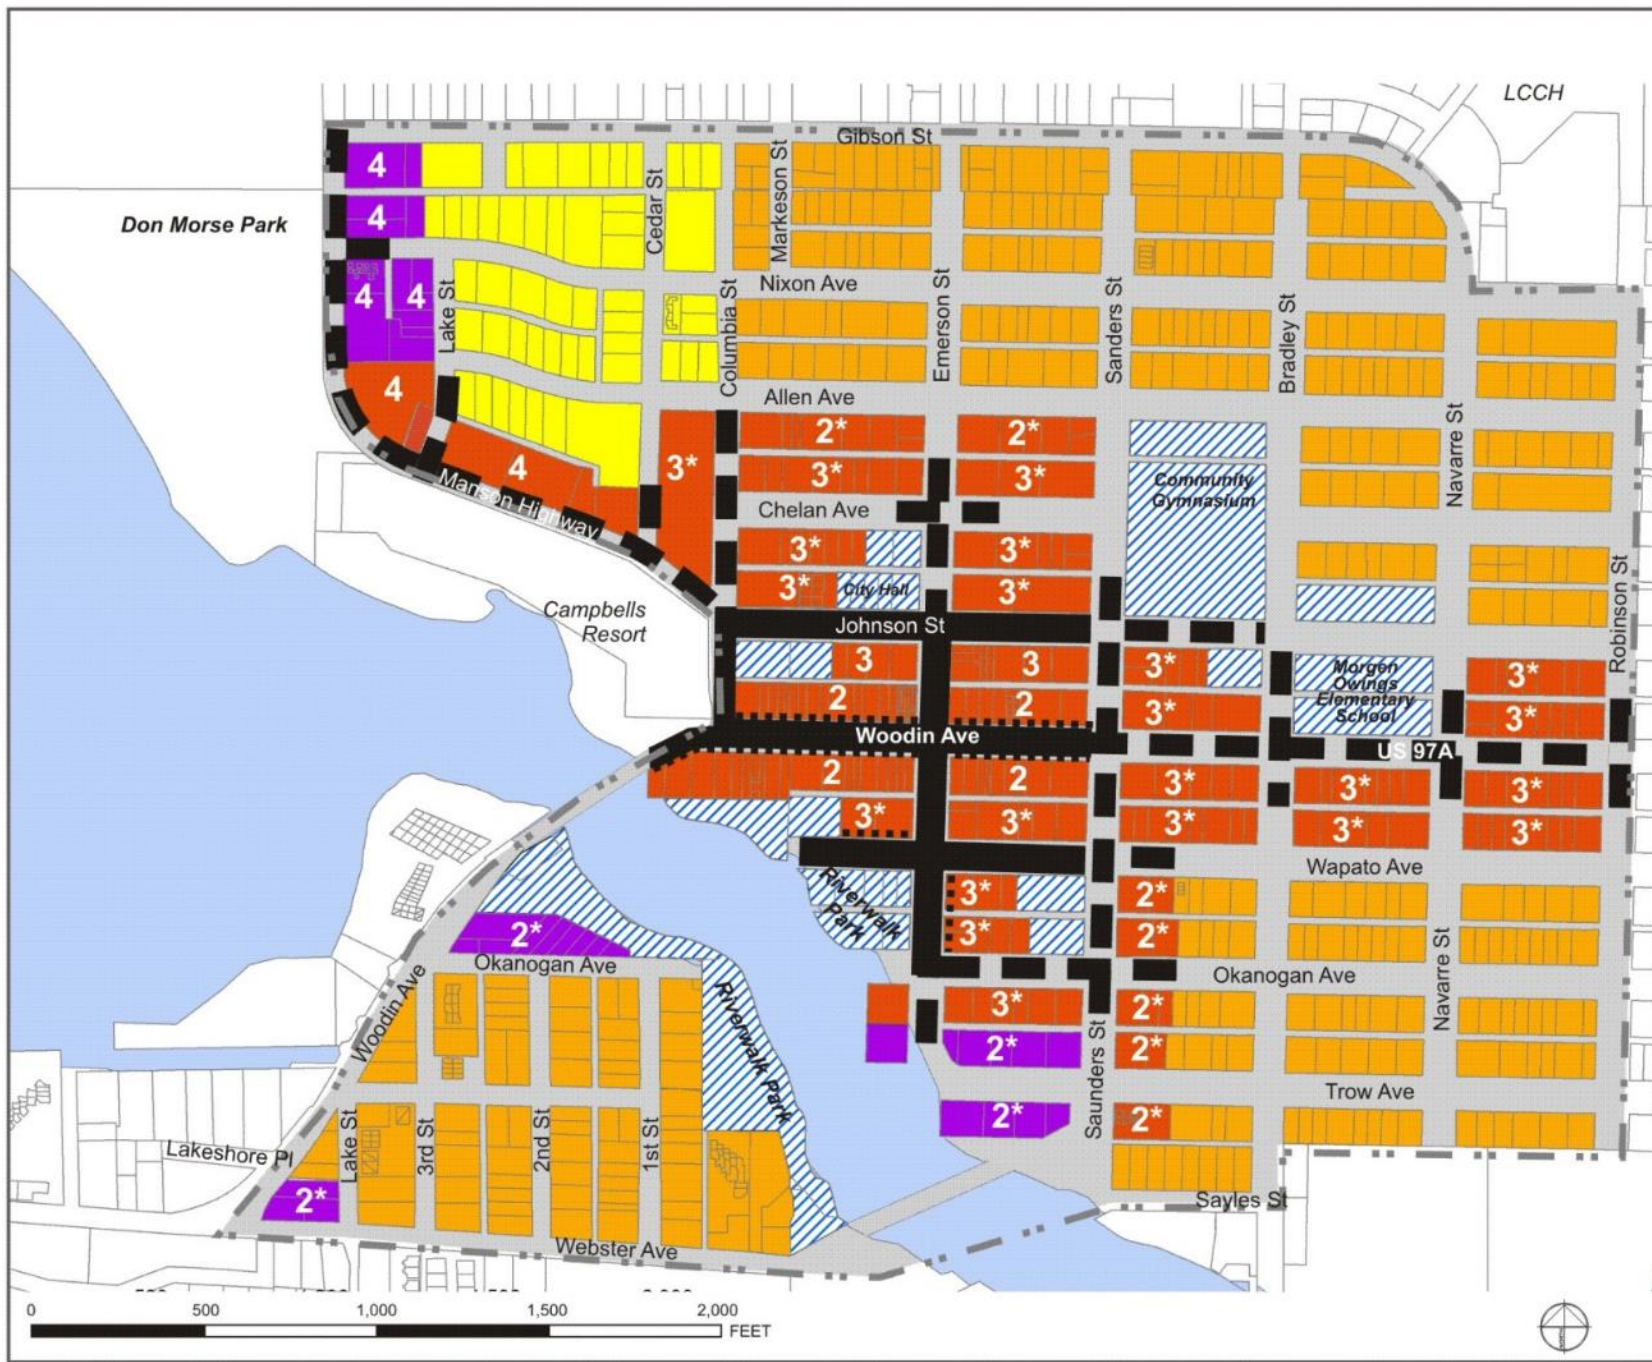 LCCH
Gibson St
4
4
Don Morse Park
Cedar St
Markeson St
4
4
Lake St
Nixon Ave
Columbia St
Emerson St
Sanders St
Bradley St
4
Allen Ave
Navarre St
2*
2*
4
3*
3*
3*
Community
Gymnasium
Manson Highway
Chelan Ave
3*
3*
3*
City Hall
3*
Robinson St
Campbells
Resort
Johnson St
3
3
3*
Morgen
Owings
Elementary
School
3*
2
2
3*
3*
Woodin Ave
US 97A
2
2
3*
3*
3*
3*
3*
3*
3*
3*
Wapato Ave
Riverwalk
Park
3*
2*
3*
2*
2*
Okanogan Ave
Okanogan Ave
Navarre St
Woodin Ave
Riverwalk Park
3*
2*
2*
2*
Saunders St
Trow Ave
2*
2*
Lakeshore Pl
Lake St
3rd St
2nd St
1st St
2*
Sayles St
Webster Ave
0
500
1,000
1,500
2,000
FEET